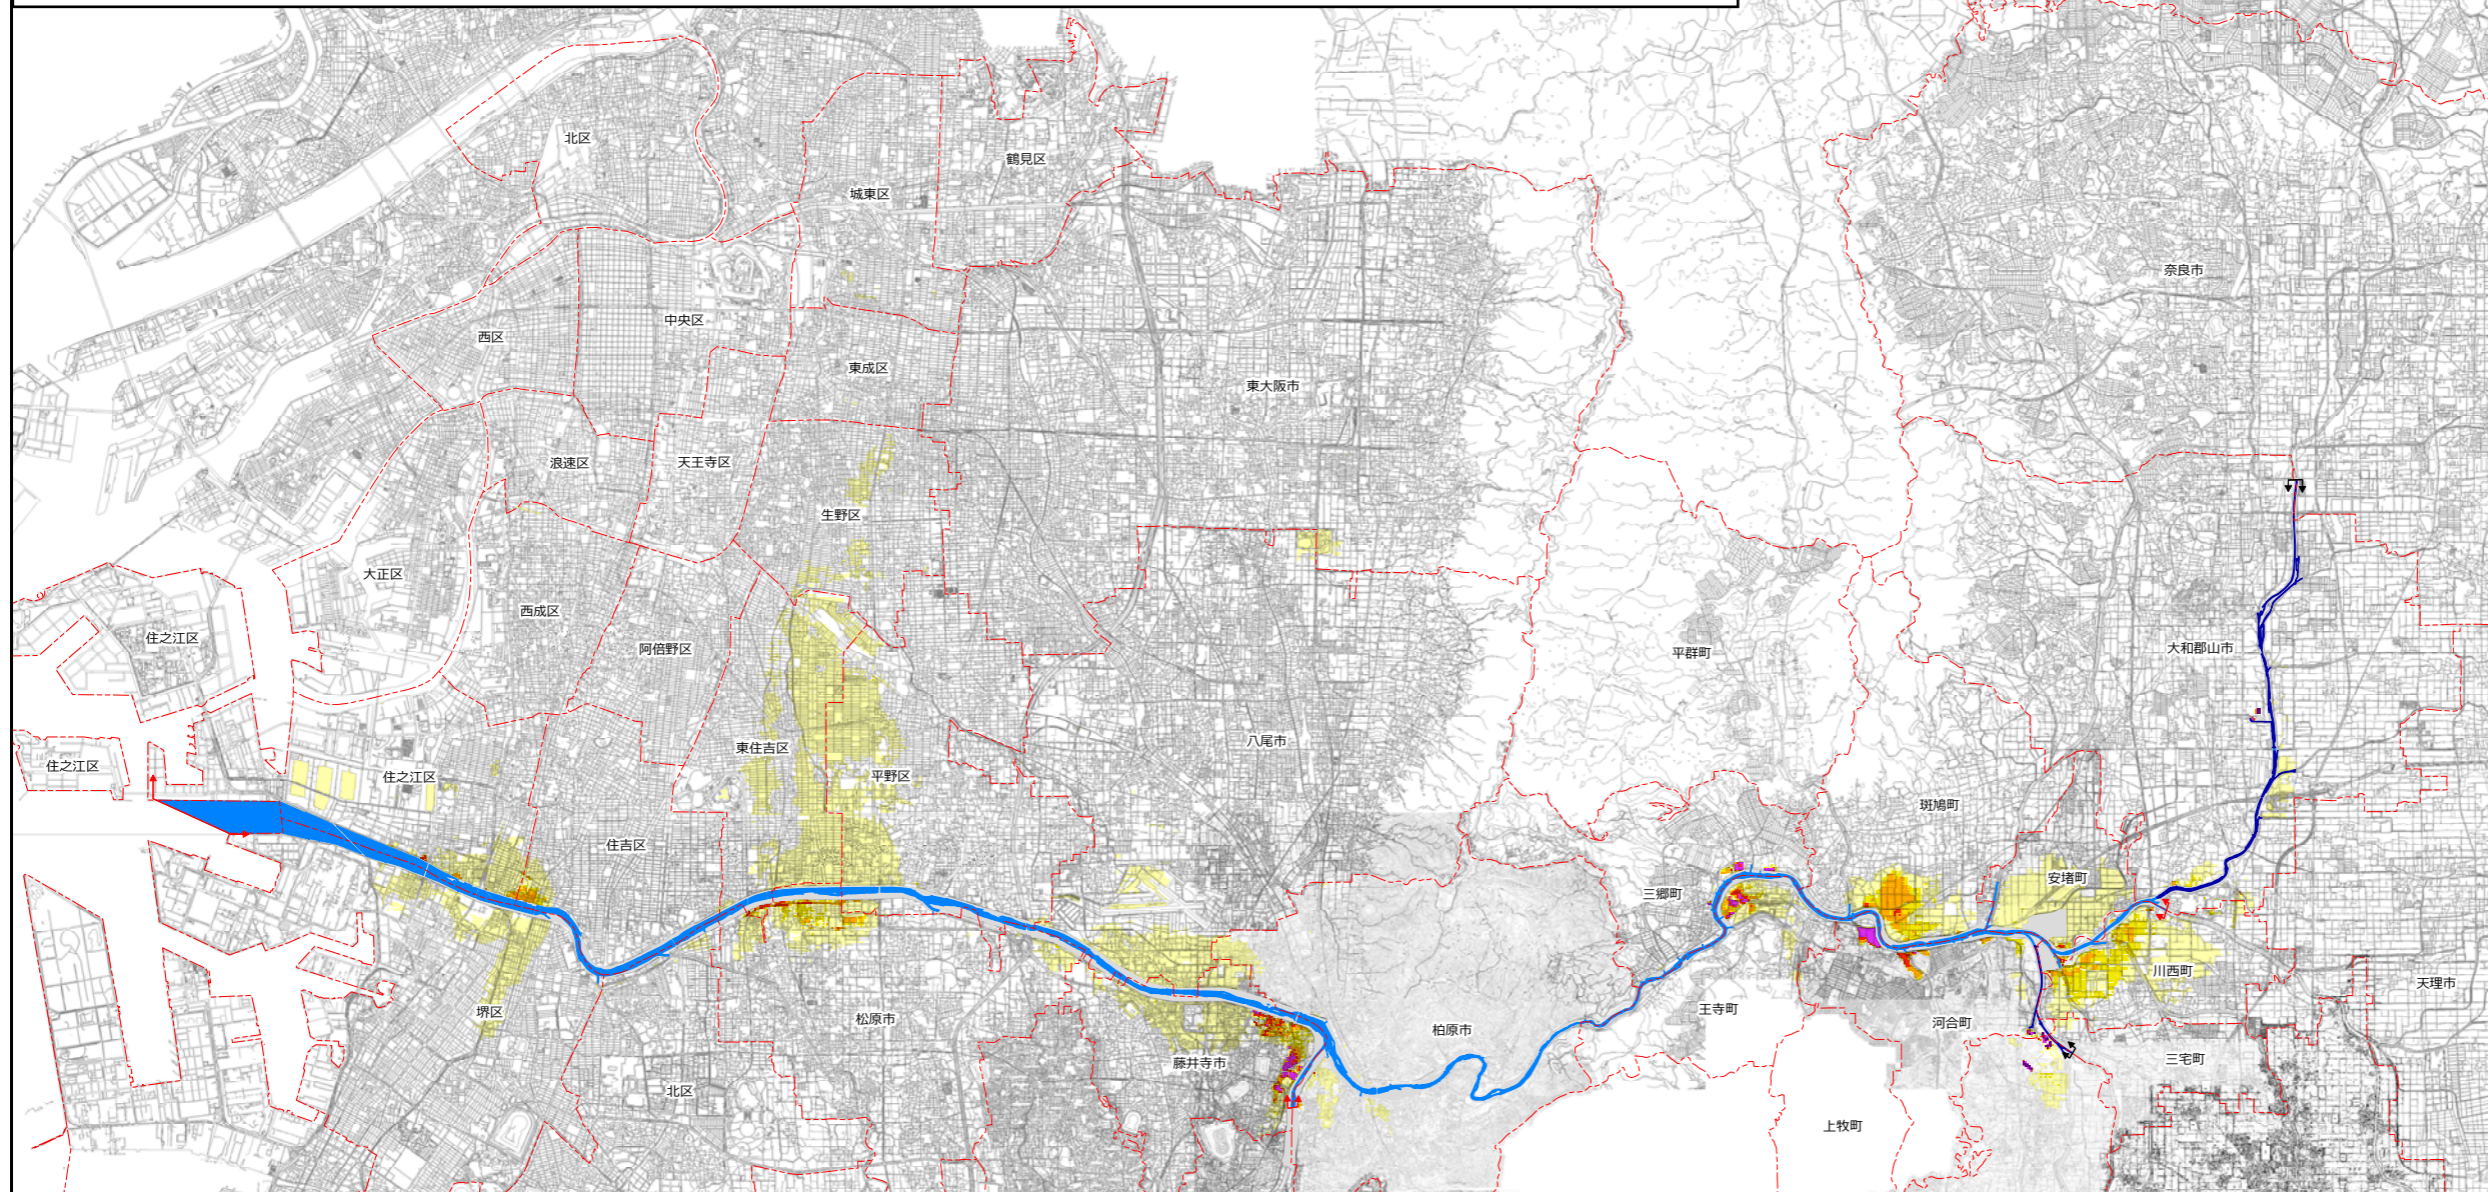 北区
鶴見区
城東区
奈良市
中央区
西区
東成区
東大阪市
浪速区
天王寺区
生野区
大正区
西成区
住之江区
阿倍野区
平群町
大和郡山市
東住吉区
八尾市
住之江区
住之江区
平野区
斑鳩町
住吉区
安堵町
三郷町
川西町
天理市
堺区
松原市
王寺町
河合町
柏原市
藤井寺市
三宅町
北区
上牧町